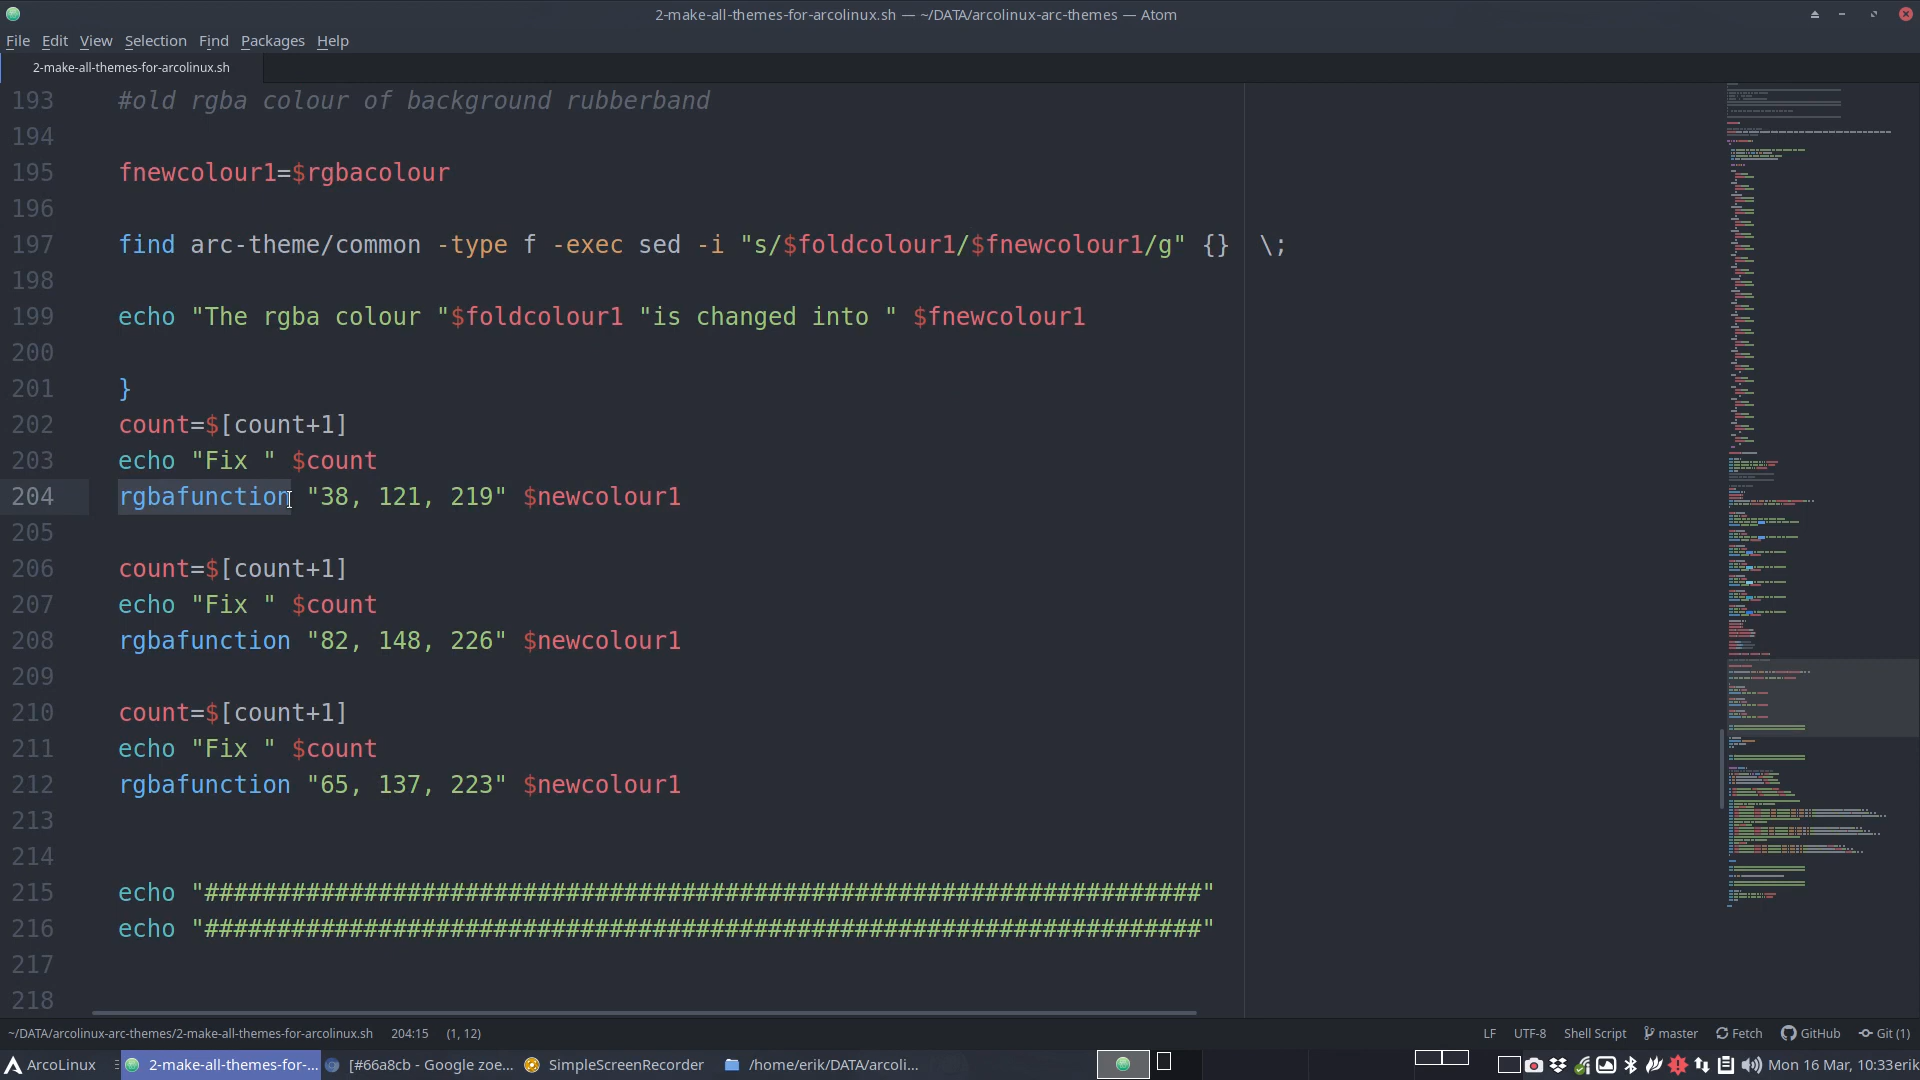 2-make-all-themes-for-arcolinux.sh — ~/DATA/arcolinux-arc-themes — Atom
File Edit View Selection Find Packages Help
2-make-all-themes-for-arcolinux.sh
193 #old rgba colour of background rubberband
194
195 fnewcolour1=$rgbacolour
196
197 find arc-theme/common -type f -exec sed -i "s/$foldcolour1/$fnewcolour1/g" {}  \;
198
199 echo "The rgba colour "$foldcolour1 "is changed into " $fnewcolour1
200
201 }
202 count=$[count+1]
203 echo "Fix " $count
204 rgbafunction "38, 121, 219" $newcolour1
205
206 count=$[count+1]
207 echo "Fix " $count
208 rgbafunction "82, 148, 226" $newcolour1
209
210 count=$[count+1]
211 echo "Fix " $count
212 rgbafunction "65, 137, 223" $newcolour1
213
214
215 echo "#####################################################################"
216 echo "#####################################################################"
217
218
~/DATA/arcolinux-arc-themes/2-make-all-themes-for-arcolinux.sh 204:15 (1, 12) LF UTF-8 Shell Script master Fetch GitHub Git (1)
ArcoLinux 2-make-all-themes-for-... [#66a8cb - Google zoe... SimpleScreenRecorder /home/erik/DATA/arcoli... Mon 16 Mar, 10:33 erik